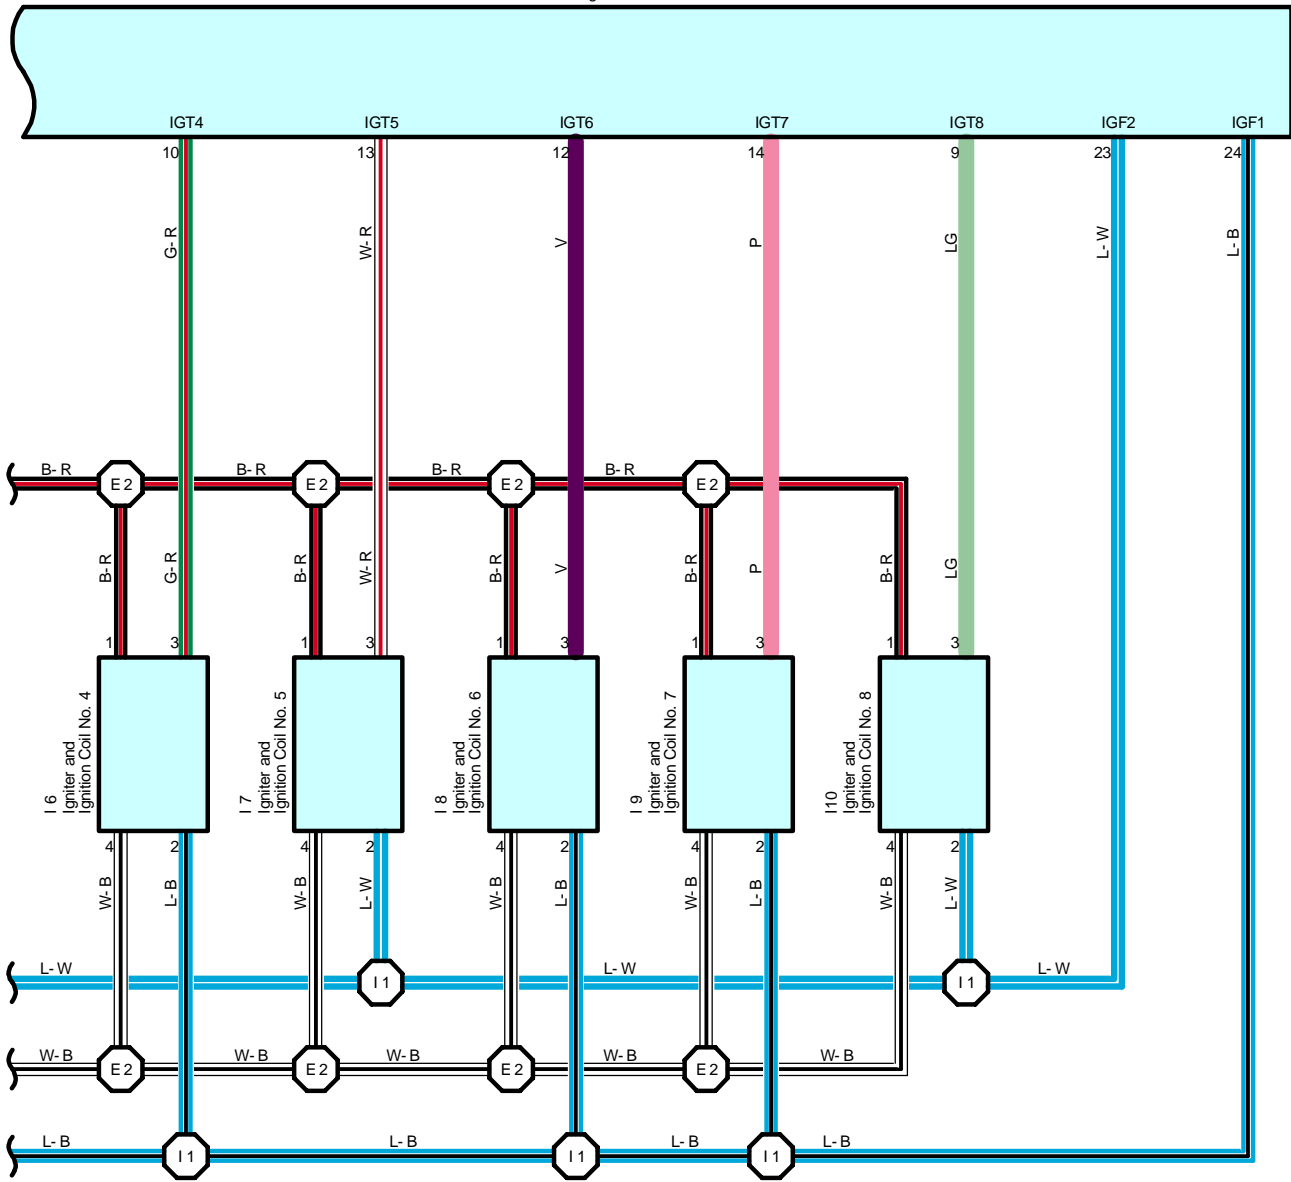 IGT4 IGT5 IGT6 IGT7 IGT8 IGF2 IGF1
10 13 12 14 9 23 24
G-R W-R V P LG L-W L-B
B-R B-R B-R B-R
E2 E2 E2 E2
B-R G-R B-R W-R B-R V B-R P B-R LG
1 3 1 3 1 3 1 3 1 3
I 6
Igniter and
Ignition Coil No. 4
I 7
Igniter and
Ignition Coil No. 5
I 8
Igniter and
Ignition Coil No. 6
I 9
Igniter and
Ignition Coil No. 7
I10
Igniter and
Ignition Coil No. 8
4 2 4 2 4 2 4 2 4 2
W-B L-B W-B L-W W-B L-B W-B L-B W-B L-W
L-W L-W L-W
I1 I1
W-B W-B W-B W-B W-B
E2 E2 E2 E2
L-B L-B L-B L-B
I1 I1 I1